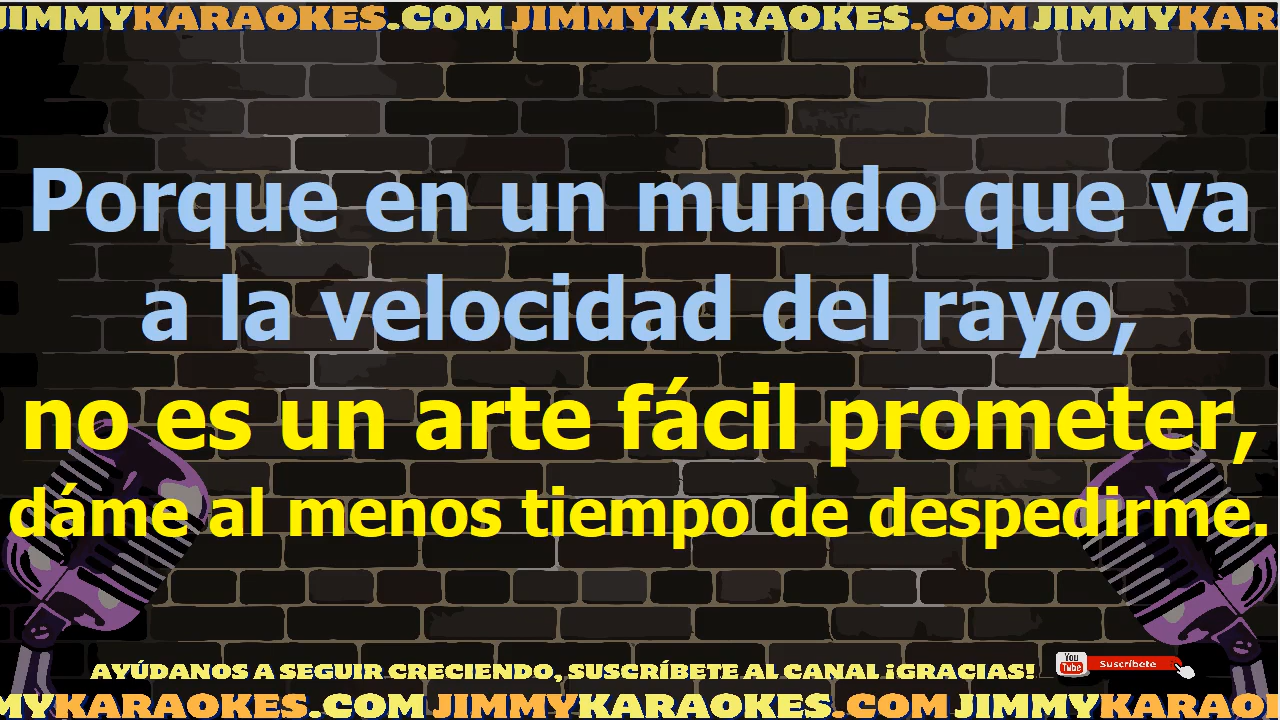 JIMMYKARAOKES.COM JIMMYKARAOKES.COM JIMMYKAR
Porque en un mundo que va
a la velocidad del rayo,
no es un arte fácil prometer,
dáme al menos tiempo de despedirme.
AYÚDANOS A SEGUIR CRECIENDO, SUSCRÍBETE AL CANAL ¡GRACIAS! You Tube Suscríbete
MYKARAOKES.COM JIMMYKARAOKES.COM JIMMYKARAO